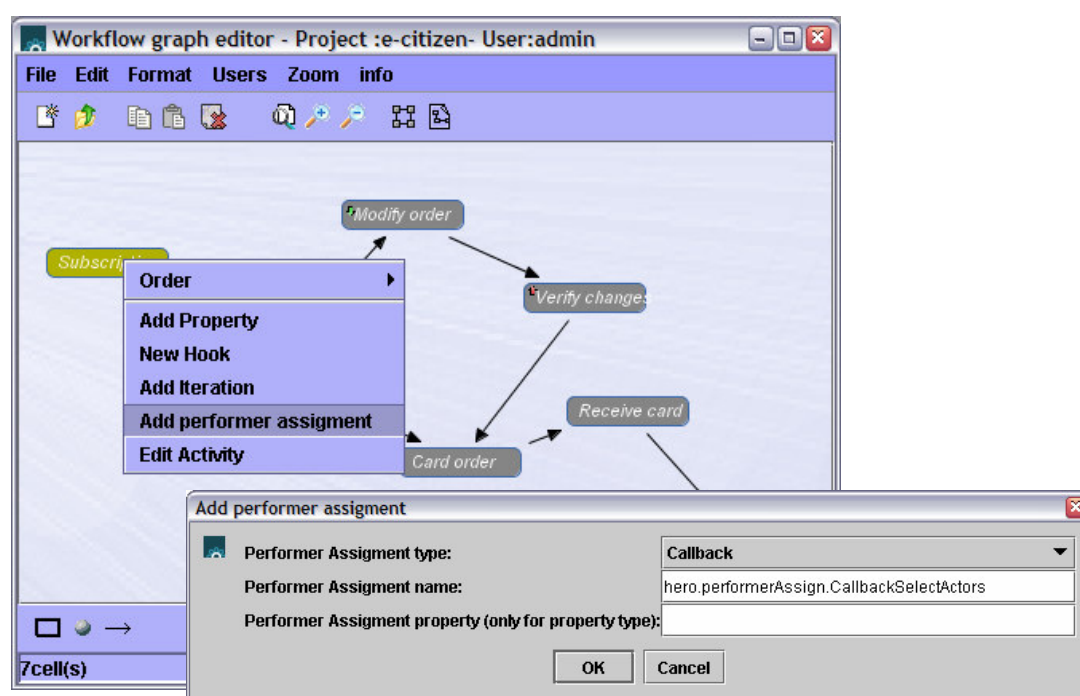 Workflow graph editor - Project :e-citizen- User:admin
File Edit Format Users Zoom info
Modify order
Verify changes
Order
Add Property
New Hook
Add Iteration
Add performer assigment
Edit Activity
Receive card
Card order
Add performer assigment
Performer Assigment type:
Callback
Performer Assigment name:
hero.performerAssign.CallbackSelectActors
Performer Assigment property (only for property type):
OK
Cancel
7cell(s)